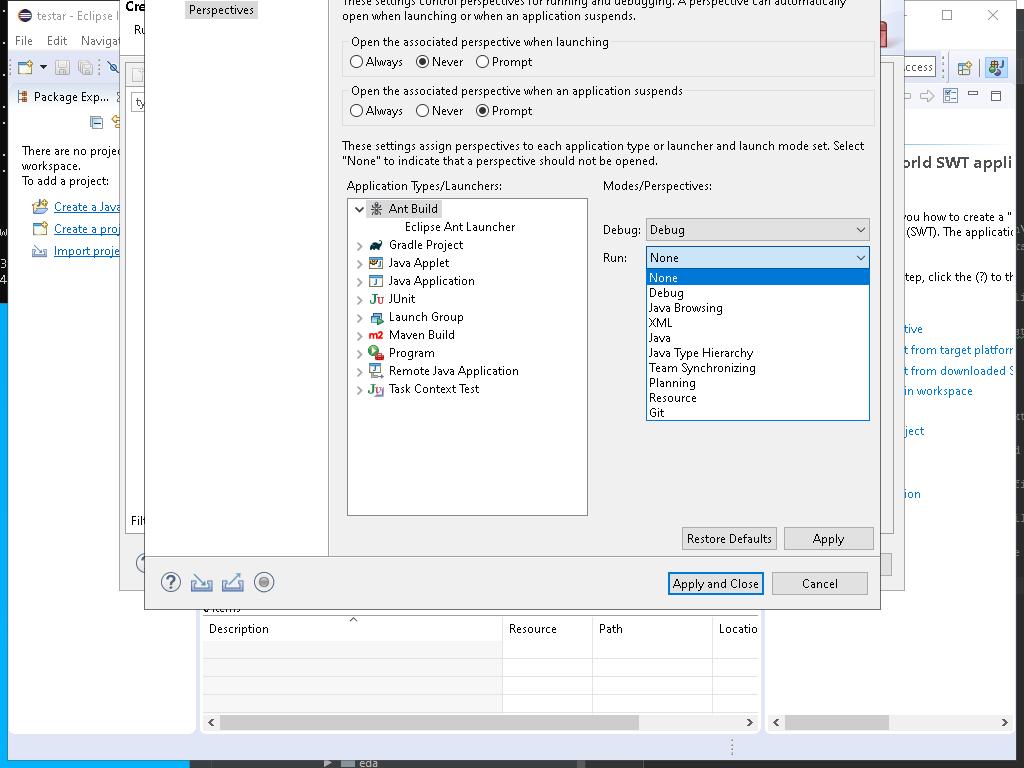 testar - Eclipse
File Edit Navigat
Package Exp...
There are no proje
workspace.
To add a project:
Create a Java
Create a proj
Import proje
Cre
Ru
ty
Filt
Perspectives
These settings control perspectives for running and debugging. A perspective can automatically
open when launching or when an application suspends.
Open the associated perspective when launching
Always Never Prompt
Open the associated perspective when an application suspends
Always Never Prompt
These settings assign perspectives to each application type or launcher and launch mode set. Select
"None" to indicate that a perspective should not be opened.
Application Types/Launchers:
Ant Build
Eclipse Ant Launcher
Gradle Project
Java Applet
Java Application
JUnit
Launch Group
Maven Build
Program
Remote Java Application
Task Context Test
Modes/Perspectives:
Debug: Debug
Run: None
None
Debug
Java Browsing
XML
Java
Java Type Hierarchy
Team Synchronizing
Planning
Resource
Git
Restore Defaults Apply
Apply and Close Cancel
ccess
orld SWT appli
you how to create a "
(SWT). The applicatio
tep, click the (?) to th
tive
t from target platforr
t from downloaded S
in workspace
ject
ion
Description Resource Path Locatio
eda